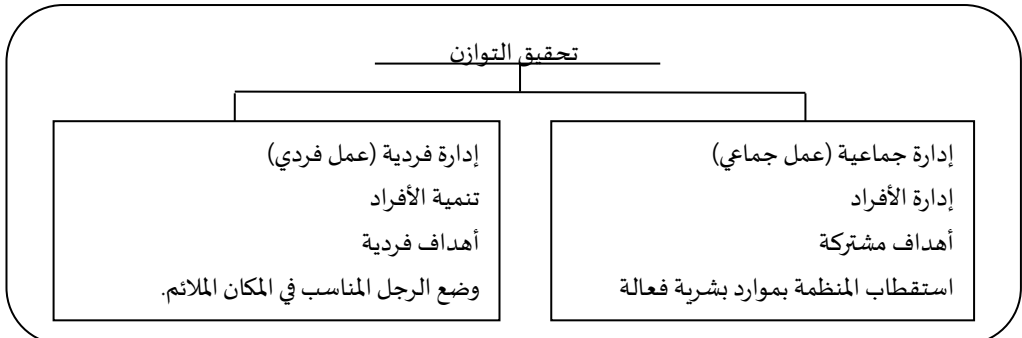 تحقيق التوازن
إدارة جماعية (عمل جماعي)
إدارة الأفراد
أهداف مشتركة
استقطاب المنظمة بموارد بشرية فعالة
إدارة فردية (عمل فردي)
تنمية الأفراد
أهداف فردية
وضع الرجل المناسب في المكان الملائم.